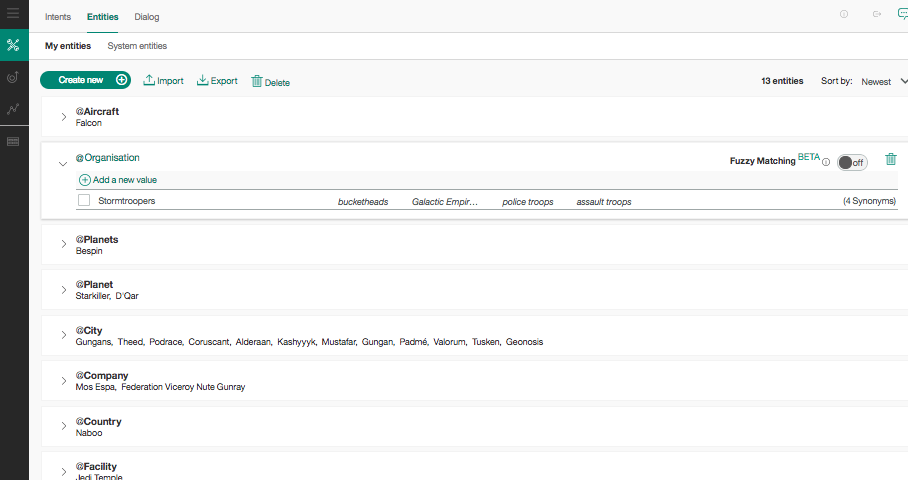 Intents Entities Dialog
My entities System entities
Create new Import Export Delete 13 entities Sort by: Newest
@Aircraft
Falcon
@Organisation Fuzzy Matching BETA off
Add a new value
Stormtroopers bucketheads Galactic Empir... police troops assault troops (4 Synonyms)
@Planets
Bespin
@Planet
Starkiller, D'Qar
@City
Gungans, Theed, Podrace, Coruscant, Alderaan, Kashyyyk, Mustafar, Gungan, Padmé, Valorum, Tusken, Geonosis
@Company
Mos Espa, Federation Viceroy Nute Gunray
@Country
Naboo
@Facility
Jedi Temple